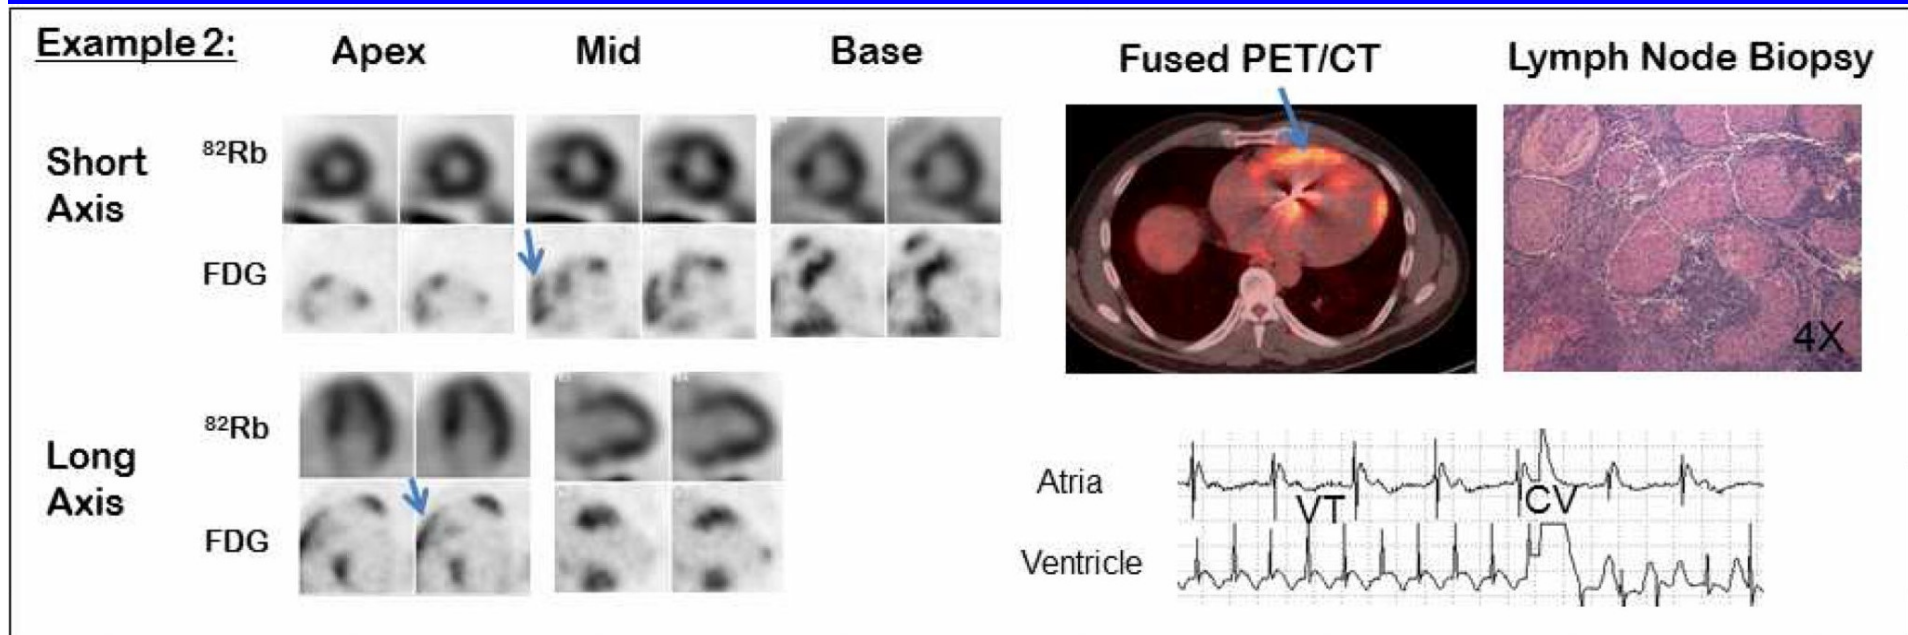 Example 2:
Apex
Mid
Base
Fused PET/CT
Lymph Node Biopsy
Short
Axis
⁸²Rb
FDG
4X
Long
Axis
⁸²Rb
FDG
Atria
VT
CV
Ventricle